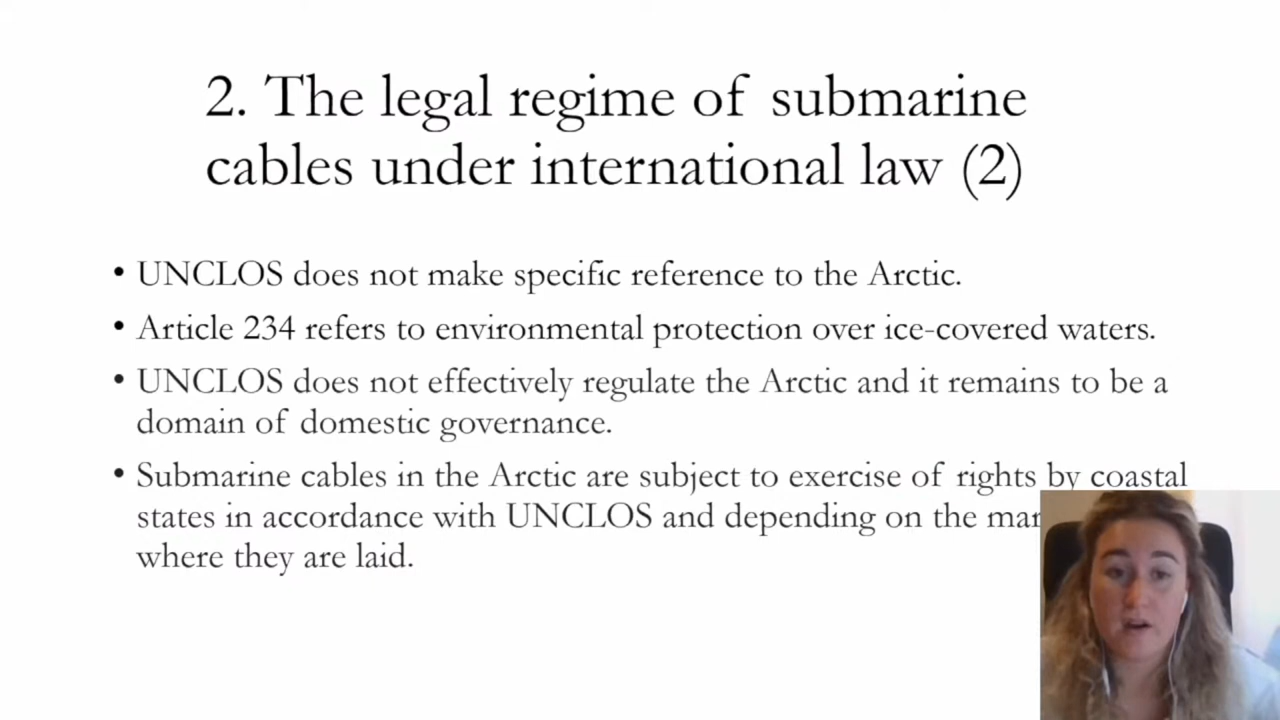 2. The legal regime of submarine
cables under international law (2)
• UNCLOS does not make specific reference to the Arctic.
• Article 234 refers to environmental protection over ice-covered waters.
• UNCLOS does not effectively regulate the Arctic and it remains to be a
domain of domestic governance.
• Submarine cables in the Arctic are subject to exercise of rights by coastal
states in accordance with UNCLOS and depending on the
where they are laid.